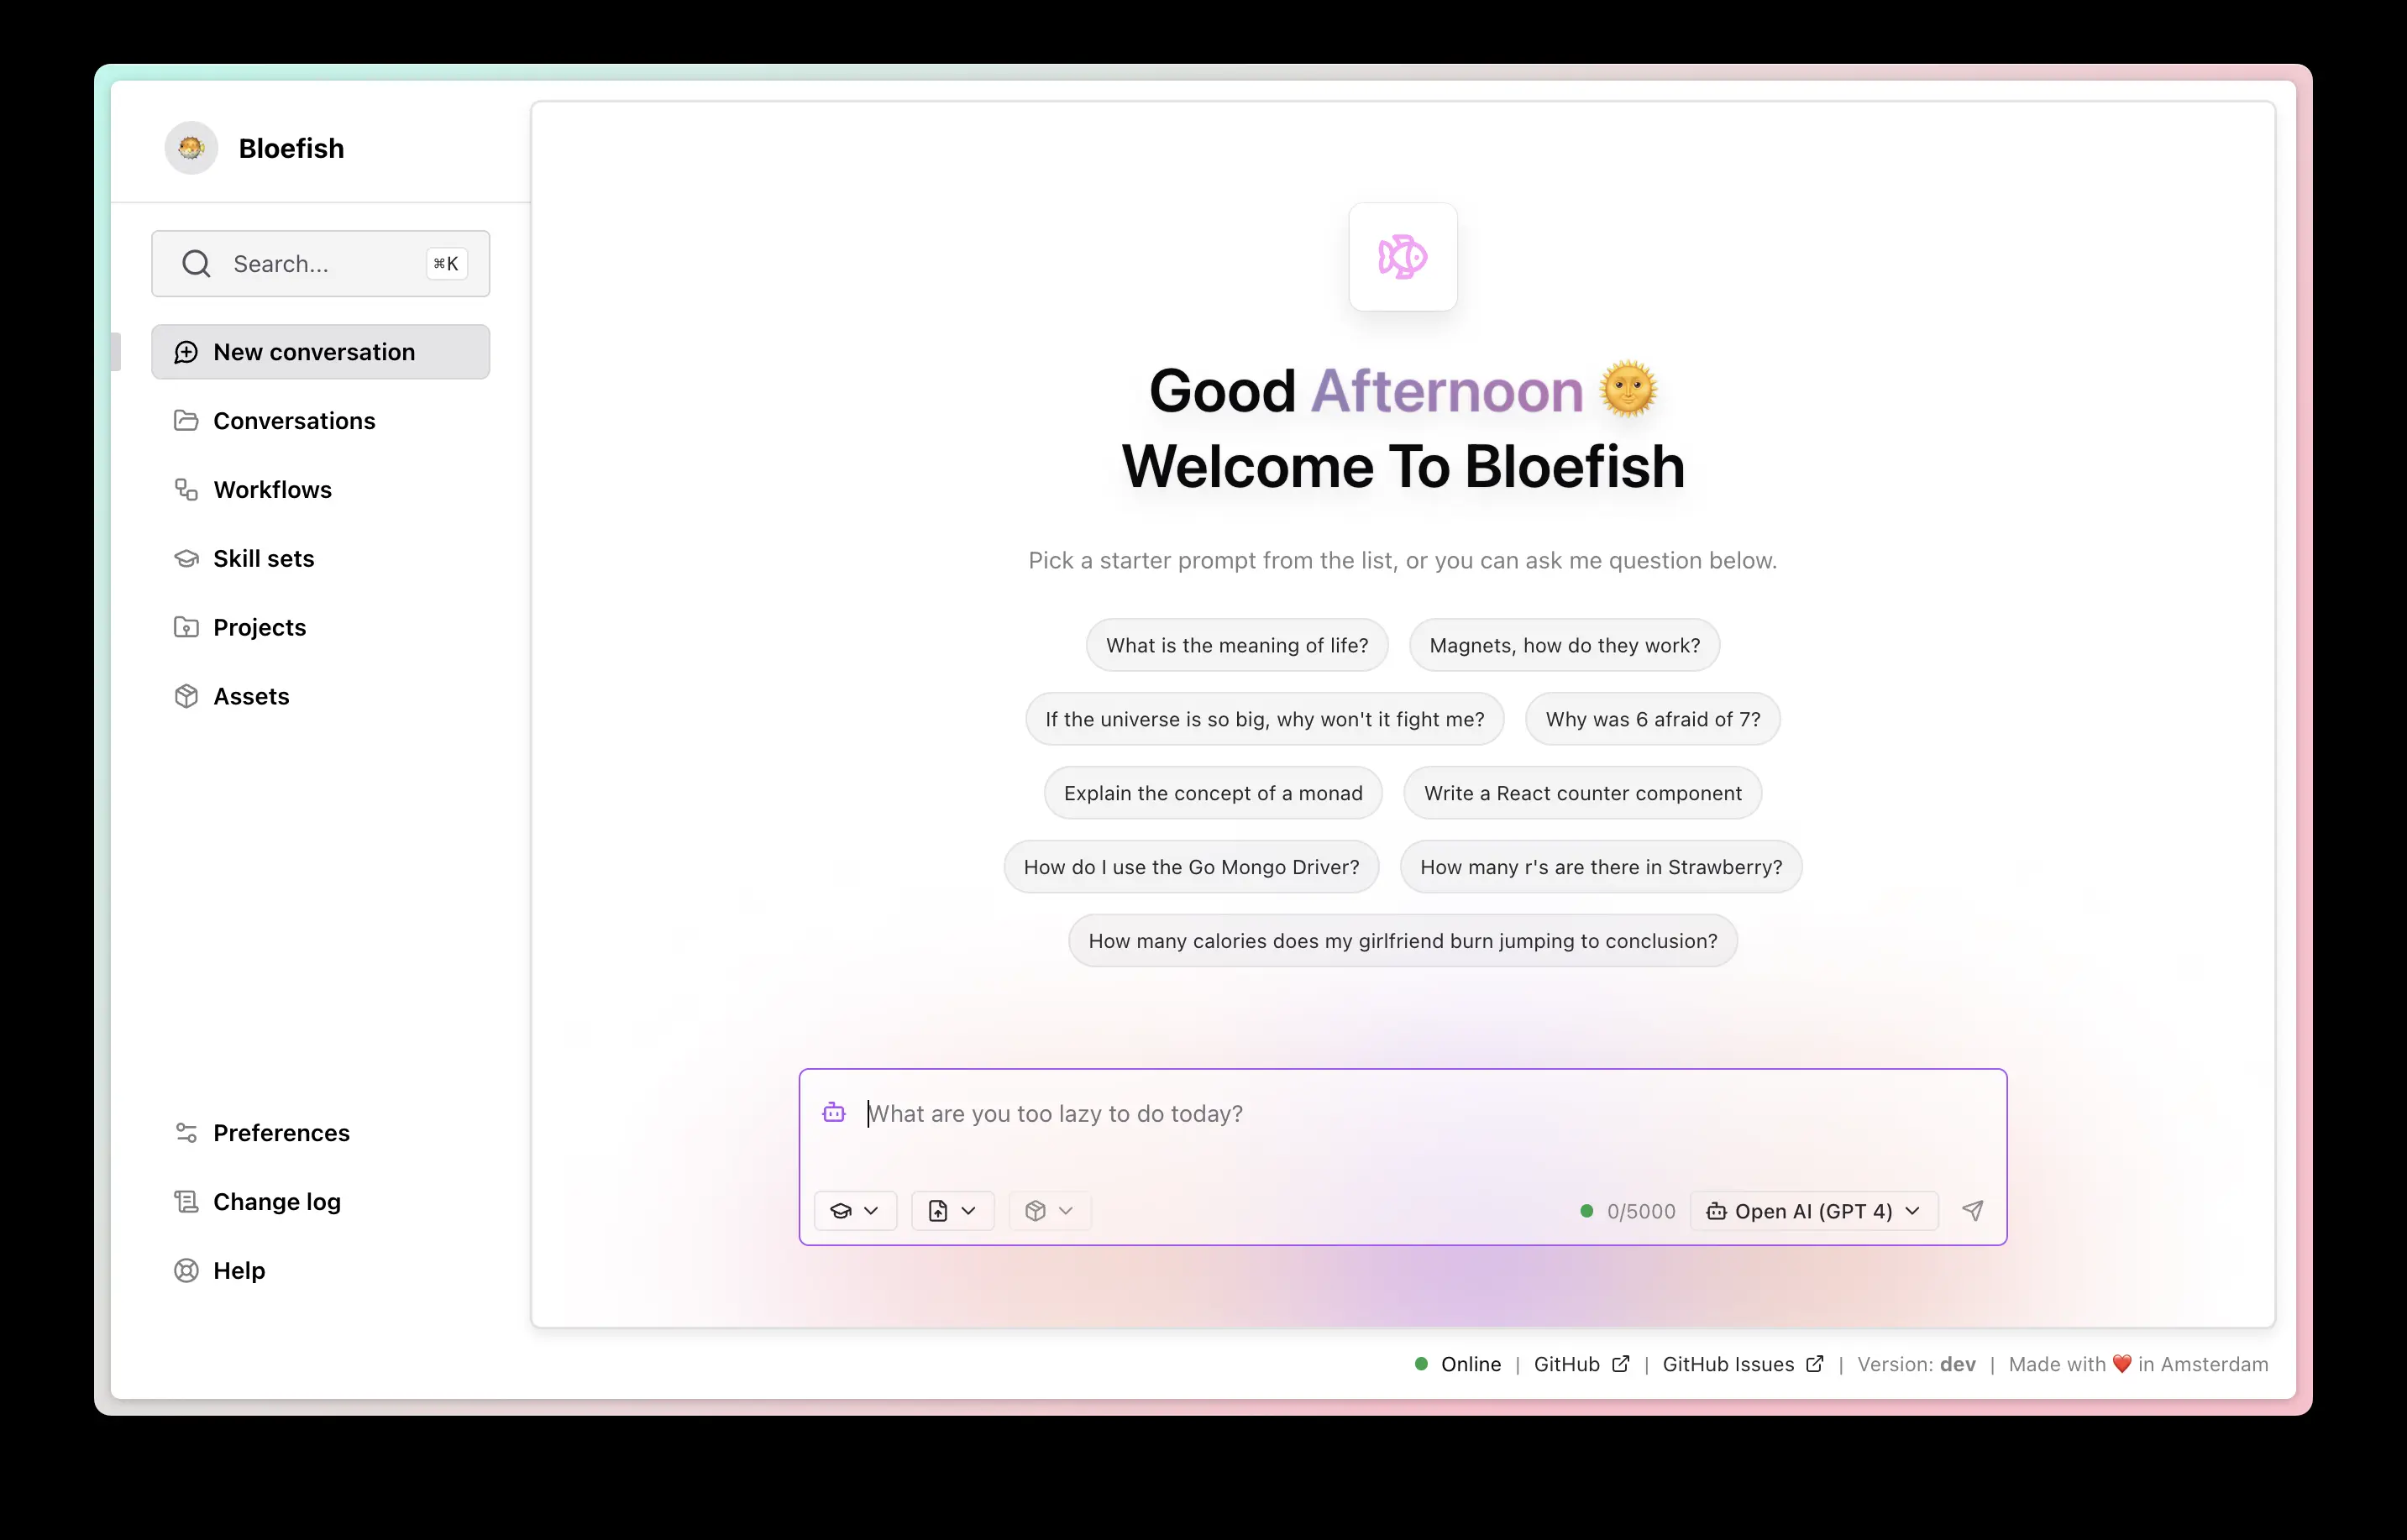 Bloefish
Search...
⌘K
New conversation
Conversations
Workflows
Skill sets
Projects
Assets
Preferences
Change log
Help
Good Afternoon 🌞
Welcome To Bloefish
Pick a starter prompt from the list, or you can ask me question below.
What is the meaning of life?
Magnets, how do they work?
If the universe is so big, why won't it fight me?
Why was 6 afraid of 7?
Explain the concept of a monad
Write a React counter component
How do I use the Go Mongo Driver?
How many r's are there in Strawberry?
How many calories does my girlfriend burn jumping to conclusion?
What are you too lazy to do today?
0/5000
Open AI (GPT 4)
Online | GitHub | GitHub Issues | Version: dev | Made with ❤️ in Amsterdam